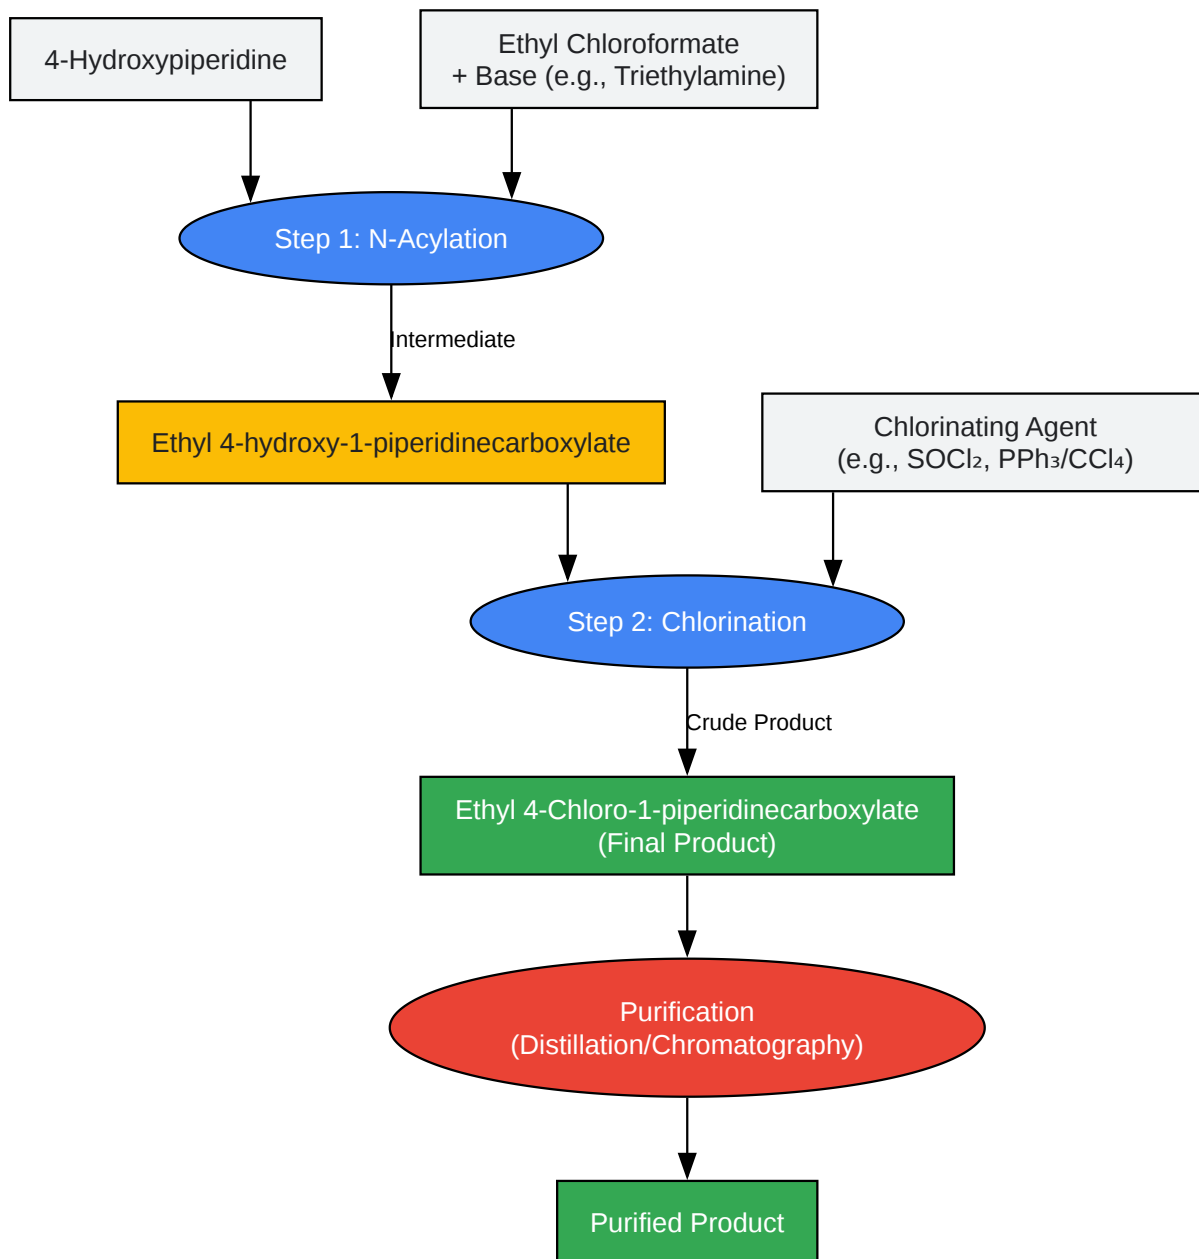 4-Hydroxypiperidine
Ethyl Chloroformate
+ Base (e.g., Triethylamine)
Step 1: N-Acylation
Intermediate
Ethyl 4-hydroxy-1-piperidinecarboxylate
Chlorinating Agent
(e.g., SOCl₂, PPh₃/CCl₄)
Step 2: Chlorination
Crude Product
Ethyl 4-Chloro-1-piperidinecarboxylate
(Final Product)
Purification
(Distillation/Chromatography)
Purified Product